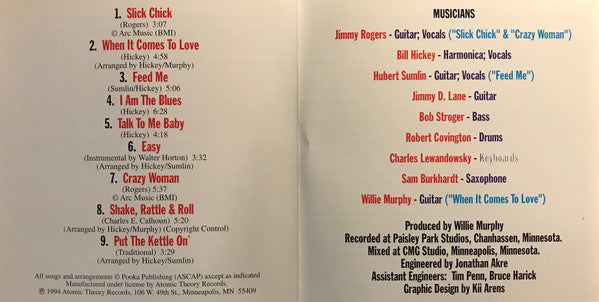 1. Slick Chick
(Rogers) 3:07
© Arc Music (BMI)
2. When It Comes To Love
(Hickey) 4:58
(Arranged by Hickey/Murphy)
3. Feed Me
(Sumlin/Hickey) 5:06
4. I Am The Blues
(Hickey) 6:28
5. Talk To Me Baby
(Hickey) 4:18
6. Easy
(Instrumental by Walter Horton) 3:32
(Arranged by Hickey/Sumlin)
7. Crazy Woman
(Rogers) 5:37
© Arc Music (BMI)
8. Shake, Rattle & Roll
(Charles E. Calhoun) 5:20
(Arranged by Hickey/Murphy) (Copyright Control)
9. Put The Kettle On
(Traditional) 3:29
(Arranged by Hickey/Sumlin)
All songs and arrangements © Pooka Publishing (ASCAP) axcept as indicated
Manufactured under license by Atomic Theory Records.
℗ 1994 Atomic Theory Records, 106 W. 49th St., Minneapolis, MN 55409
MUSICIANS
Jimmy Rogers - Guitar; Vocals ("Slick Chick" & "Crazy Woman")
Bill Hickey - Harmonica; Vocals
Hubert Sumlin - Guitar; Vocals ("Feed Me")
Jimmy D. Lane - Guitar
Bob Stroger - Bass
Robert Covington - Drums
Charles Lewandowsky - Keyboards
Sam Burkhardt - Saxophone
Willie Murphy - Guitar ("When It Comes To Love")
Produced by Willie Murphy
Recorded at Paisley Park Studios, Chanhassen, Minnesota.
Mixed at CMG Studio, Minneapolis, Minnesota.
Engineered by Jonathan Akre
Assistant Engineers: Tim Penn, Bruce Harick
Graphic Design by Kii Arens